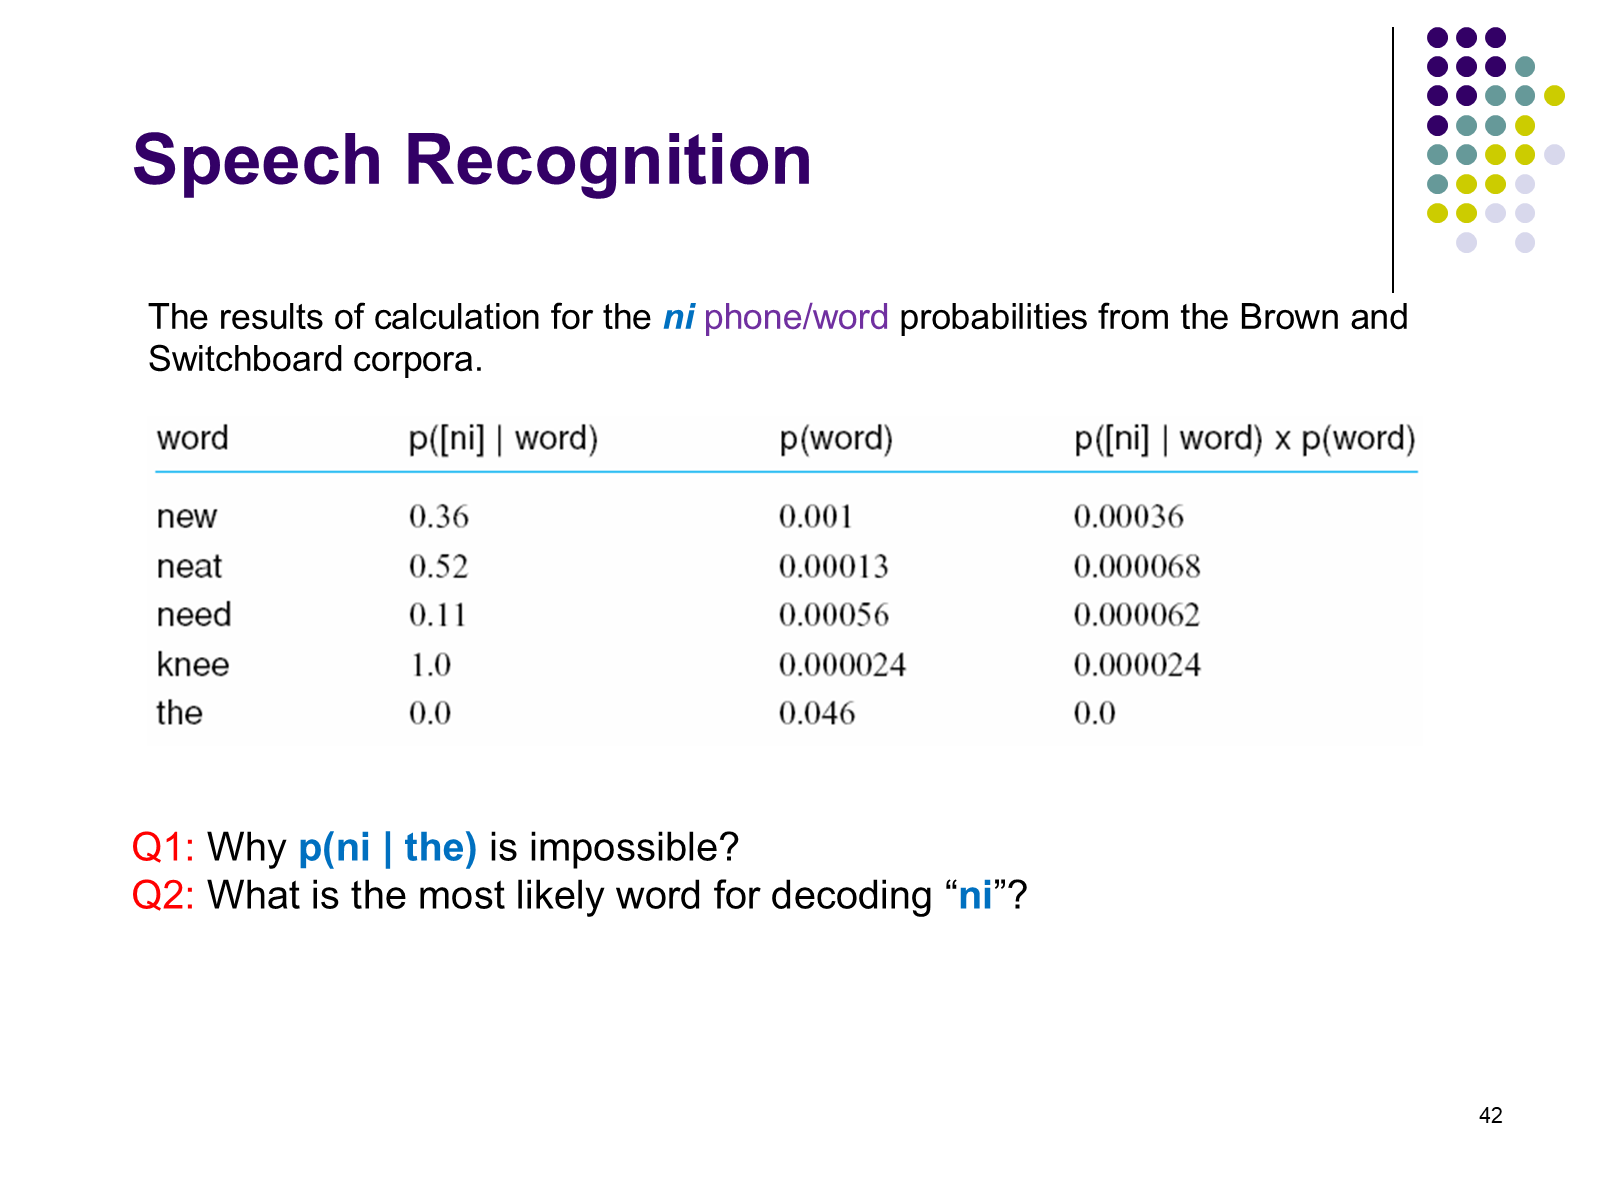 Speech Recognition
The results of calculation for the ni phone/word probabilities from the Brown and
Switchboard corpora.
word p([ni] | word) p(word) p([ni] | word) x p(word)
new 0.36 0.001 0.00036
neat 0.52 0.00013 0.000068
need 0.11 0.00056 0.000062
knee 1.0 0.000024 0.000024
the 0.0 0.046 0.0
Q1: Why p(ni | the) is impossible?
Q2: What is the most likely word for decoding “ni”?
42